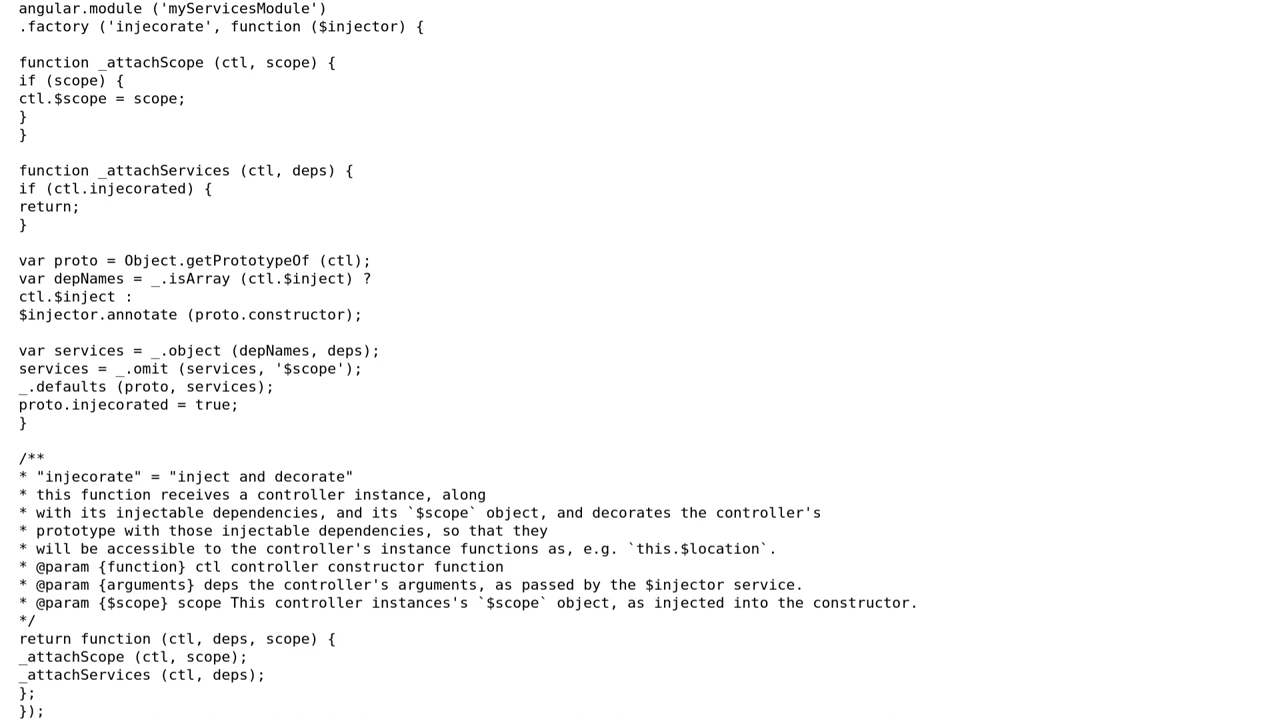 angular.module ('myServicesModule')
.factory ('injecorate', function ($injector) {

function _attachScope (ctl, scope) {
if (scope) {
ctl.$scope = scope;
}
}

function _attachServices (ctl, deps) {
if (ctl.injecorated) {
return;
}

var proto = Object.getPrototypeOf (ctl);
var depNames = _.isArray (ctl.$inject) ?
ctl.$inject :
$injector.annotate (proto.constructor);

var services = _.object (depNames, deps);
services = _.omit (services, '$scope');
_.defaults (proto, services);
proto.injecorated = true;
}

/**
* "injecorate" = "inject and decorate"
* this function receives a controller instance, along
* with its injectable dependencies, and its `$scope` object, and decorates the controller's
* prototype with those injectable dependencies, so that they
* will be accessible to the controller's instance functions as, e.g. `this.$location`.
* @param {function} ctl controller constructor function
* @param {arguments} deps the controller's arguments, as passed by the $injector service.
* @param {$scope} scope This controller instances's `$scope` object, as injected into the constructor.
*/
return function (ctl, deps, scope) {
_attachScope (ctl, scope);
_attachServices (ctl, deps);
};
});